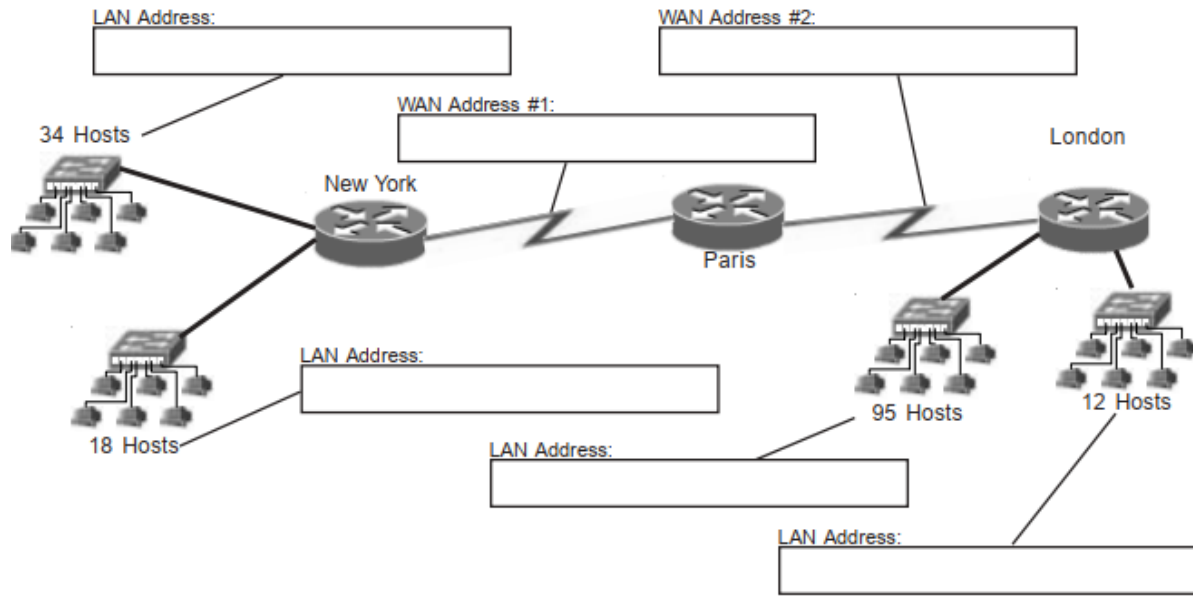 LAN Address:
WAN Address #2:
WAN Address #1:
34 Hosts
London
New York
Paris
LAN Address:
18 Hosts
95 Hosts
12 Hosts
LAN Address:
LAN Address: